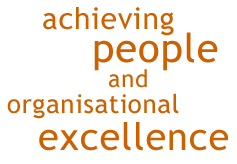 achieving
people
and
organisational
excellence